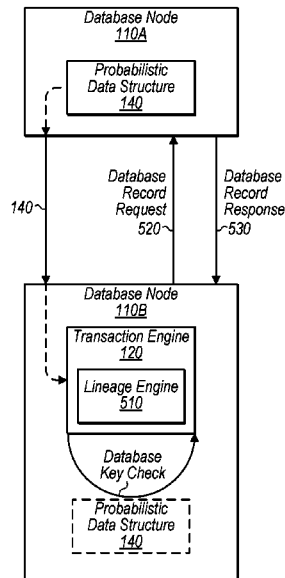 Database Node
110A
Probabilistic
Data Structure
140
140
Database
Record
Request
520
Database
Record
Response
530
Database Node
110B
Transaction Engine
120
Lineage Engine
510
Database
Key Check
Probabilistic
Data Structure
140